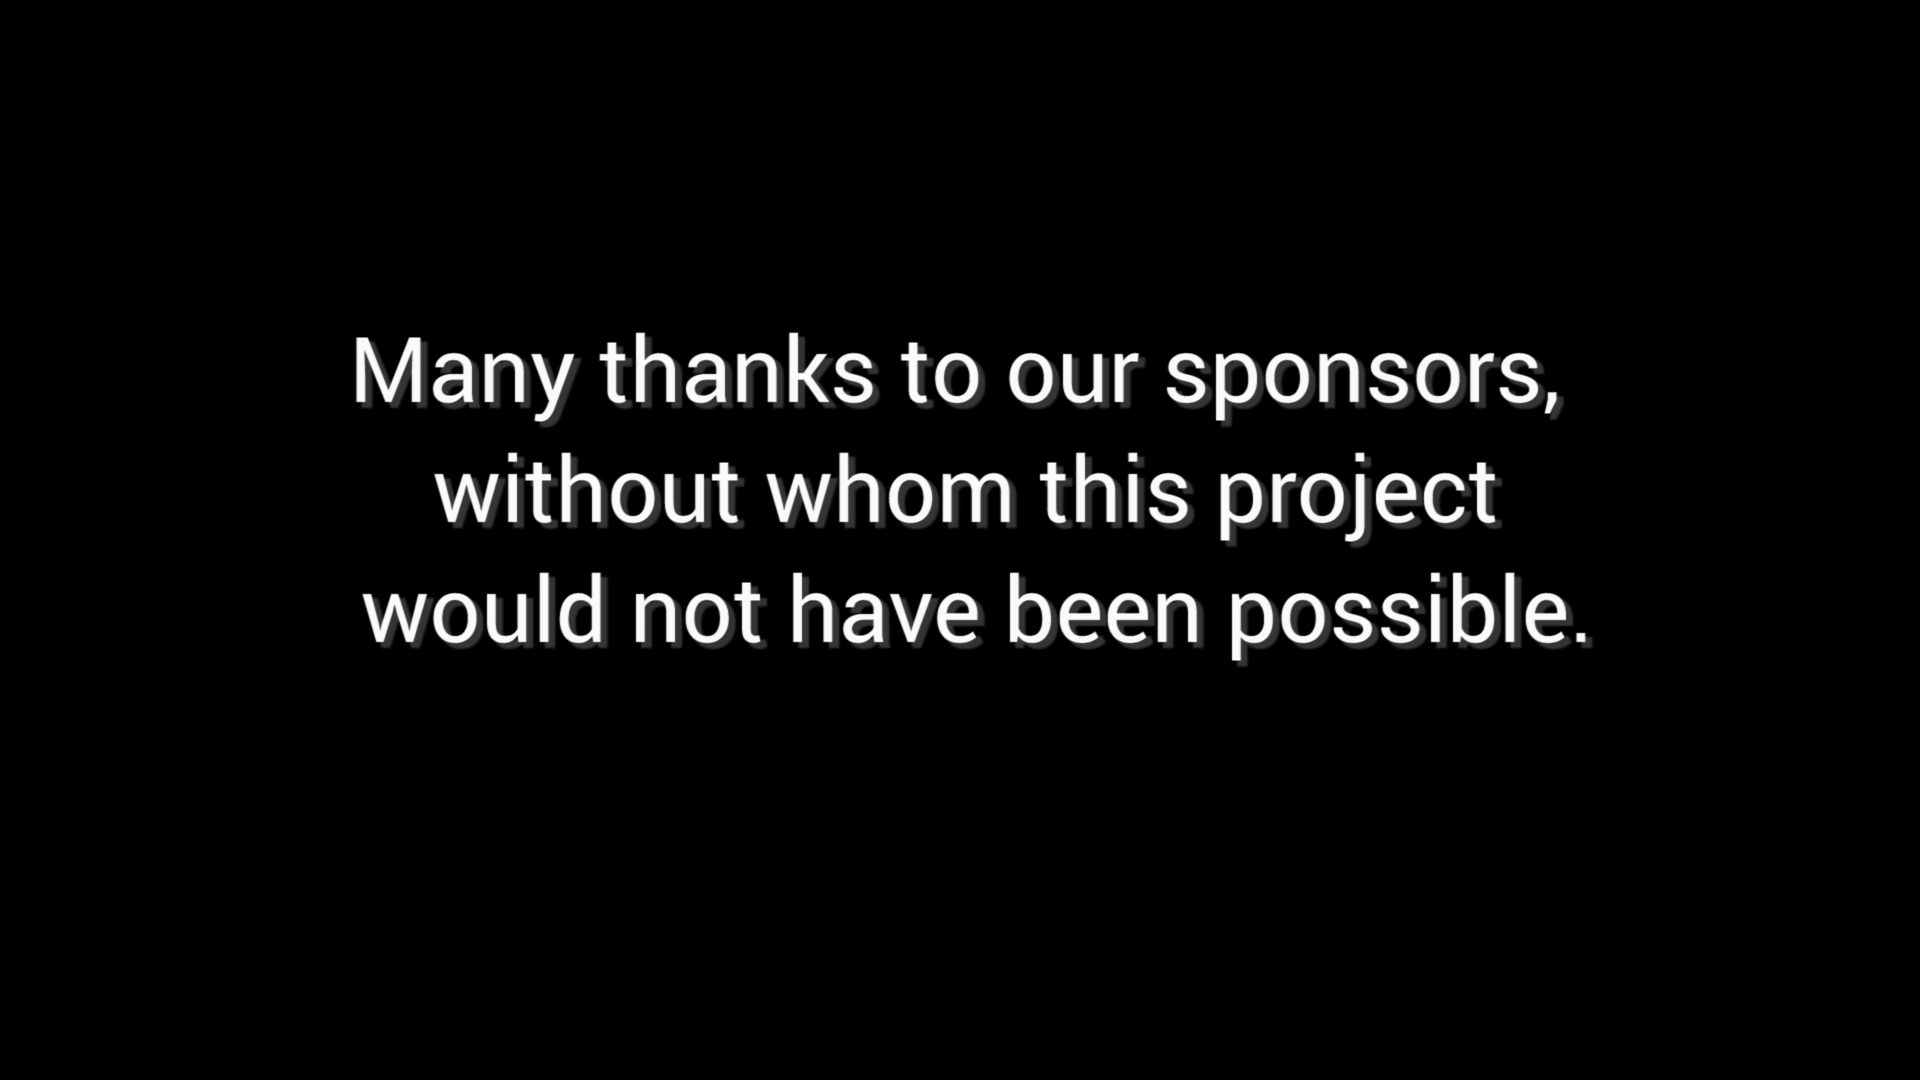 Many thanks to our sponsors,
without whom this project
would not have been possible.